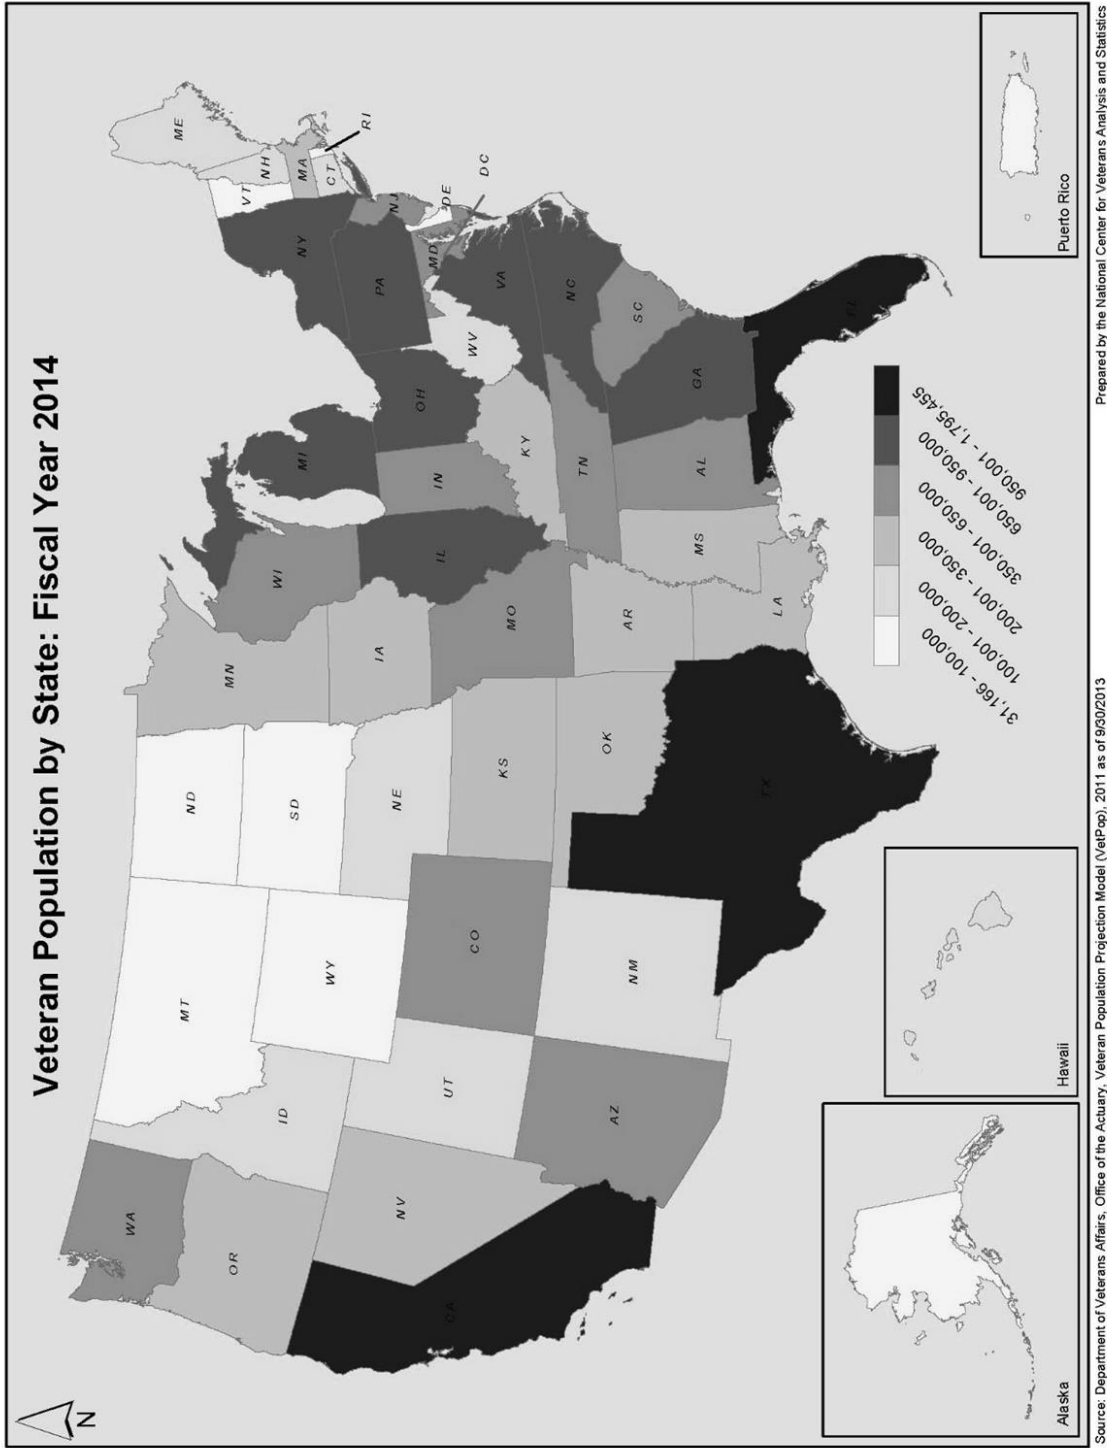 Veteran Population by State: Fiscal Year 2014
N
WA
OR
CA
NV
ID
MT
WY
UT
AZ
CO
NM
ND
SD
NE
KS
OK
TX
MN
IA
MO
AR
LA
WI
IL
MI
IN
OH
KY
TN
MS
AL
GA
FL
SC
NC
VA
WV
PA
NY
VT
NH
ME
MA
CT
RI
NJ
DE
MD
DC
31,166 - 100,000
100,001 - 200,000
200,001 - 350,000
350,001 - 650,000
650,001 - 950,000
950,001 - 1,795,455
Alaska
Hawaii
Puerto Rico
Source: Department of Veterans Affairs, Office of the Actuary, Veteran Population Projection Model (VetPop), 2011 as of 9/30/2013
Prepared by the National Center for Veterans Analysis and Statistics